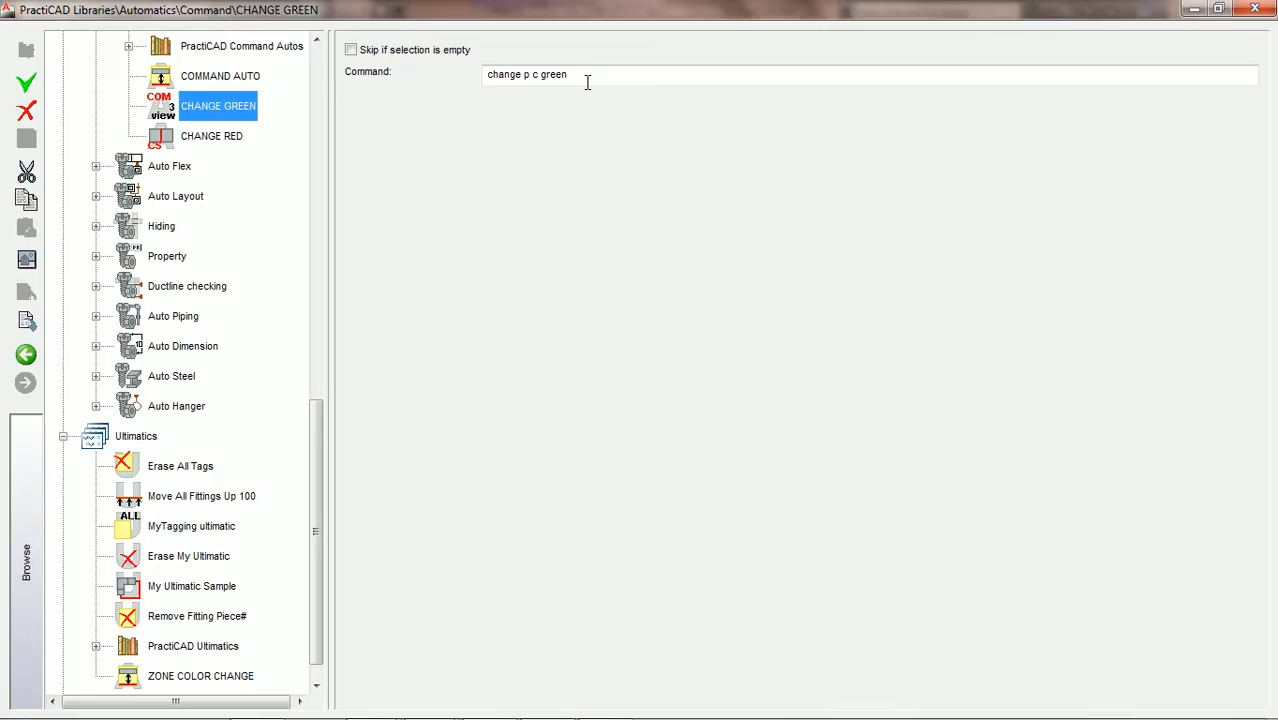 PractiCAD Libraries\Automatics\Command\CHANGE GREEN
PractiCAD Command Autos
COMMAND AUTO
COM
3
view
CHANGE GREEN
CS
CHANGE RED
Auto Flex
Auto Layout
Hiding
Property
Ductline checking
Auto Piping
Auto Dimension
Auto Steel
Auto Hanger
Ultimatics
Erase All Tags
Move All Fittings Up 100
ALL
MyTagging ultimatic
Erase My Ultimatic
My Ultimatic Sample
Remove Fitting Piece#
PractiCAD Ultimatics
ZONE COLOR CHANGE
Browse
Skip if selection is empty
Command:
change p c green